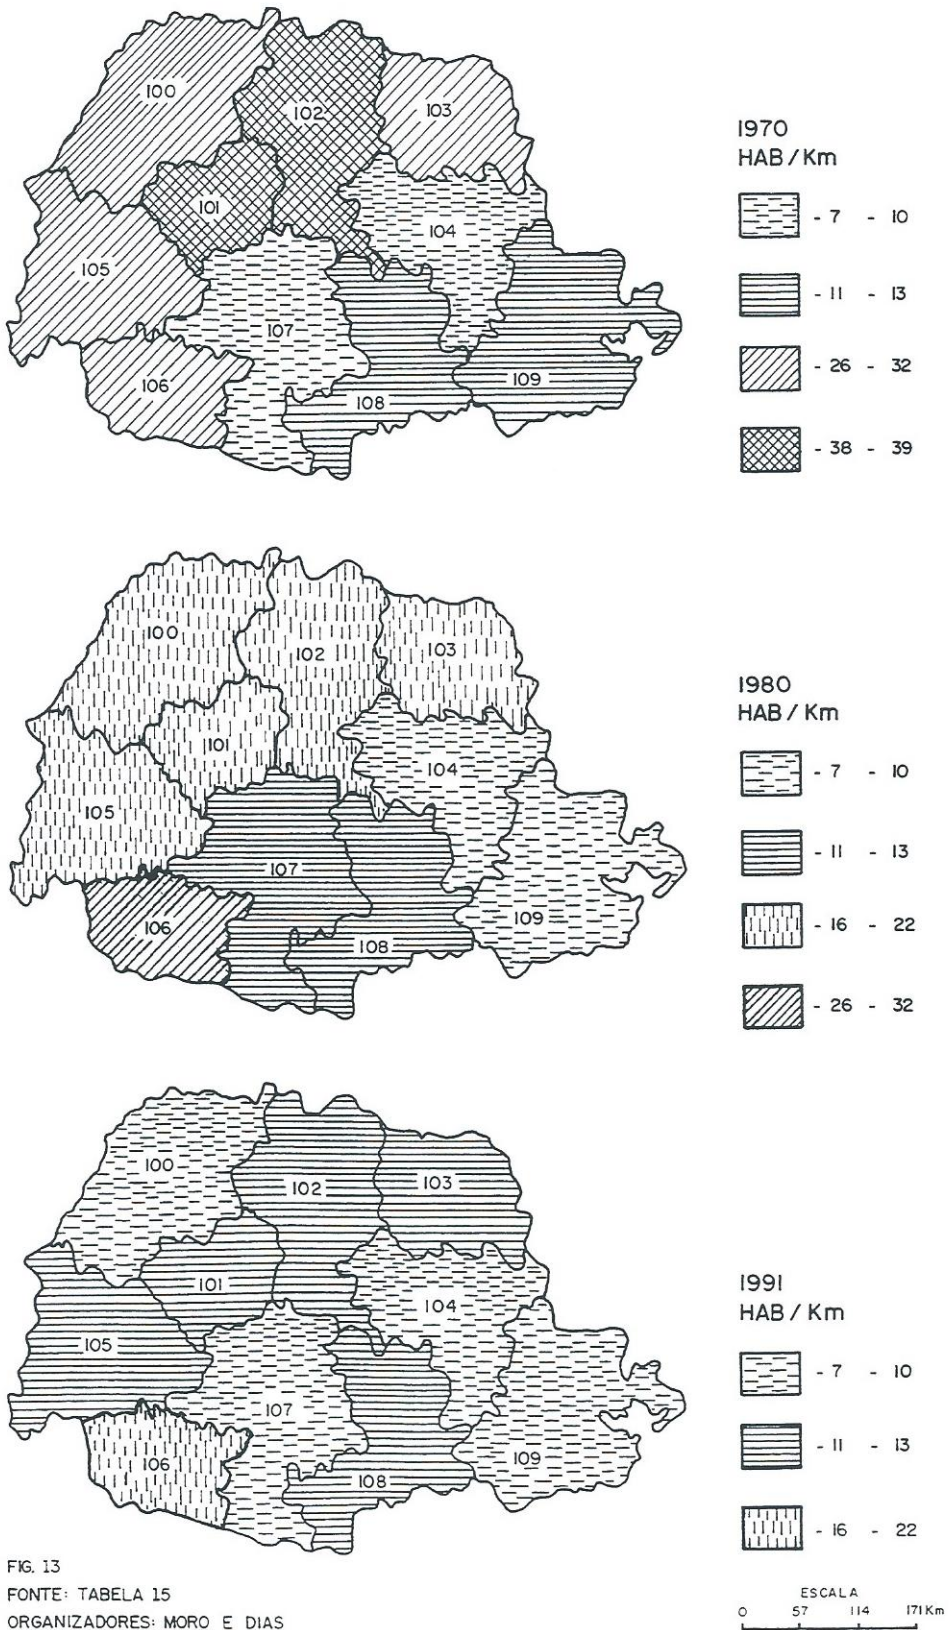 100
102
103
101
104
105
107
106
108
109
1970
HAB / Km
- 7 - 10
- 11 - 13
- 26 - 32
- 38 - 39
100
102
103
101
104
105
107
106
108
109
1980
HAB / Km
- 7 - 10
- 11 - 13
- 16 - 22
- 26 - 32
100
102
103
101
104
105
107
106
108
109
1991
HAB / Km
- 7 - 10
- 11 - 13
- 16 - 22
FIG. 13
FONTE: TABELA 15
ORGANIZADORES: MORO E DIAS
ESCALA
0 57 114 171 Km